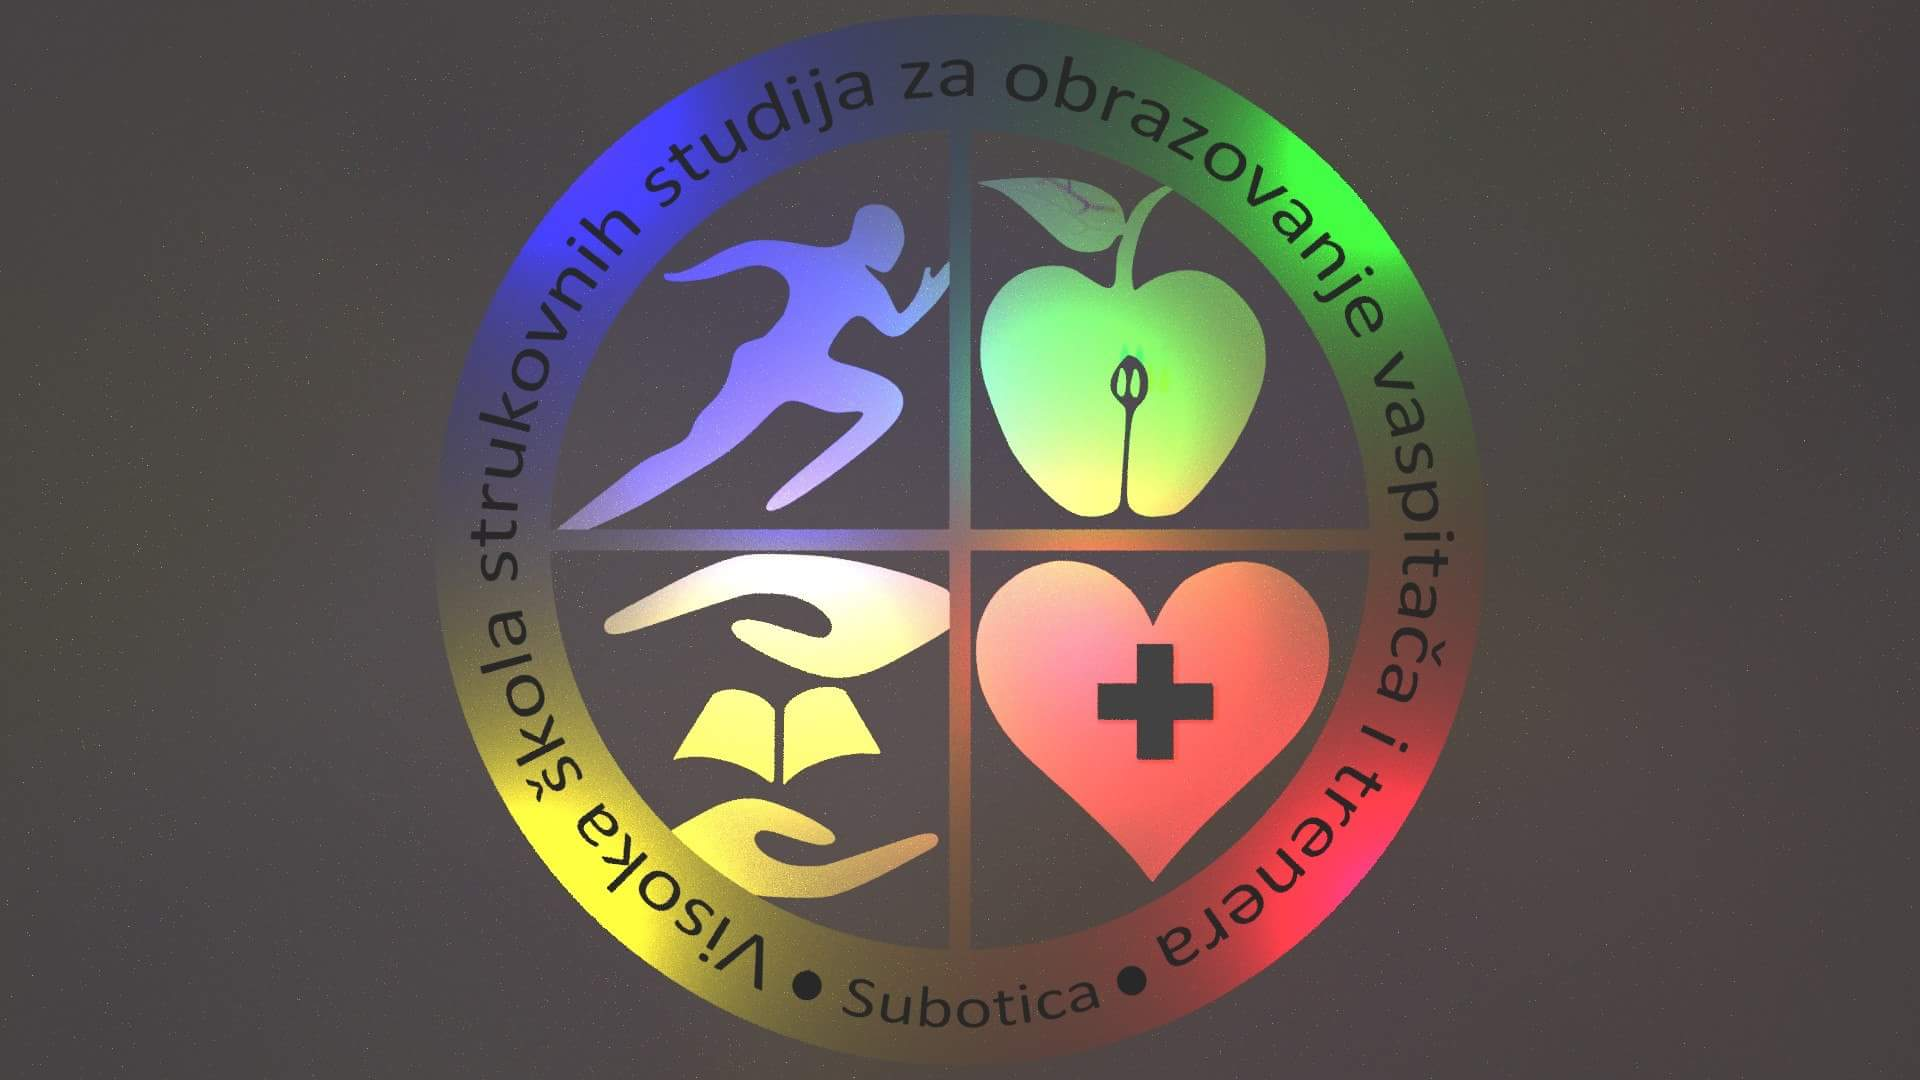 Visoka škola strukovnih studija za obrazovanje vaspitača i trenera
• Subotica •